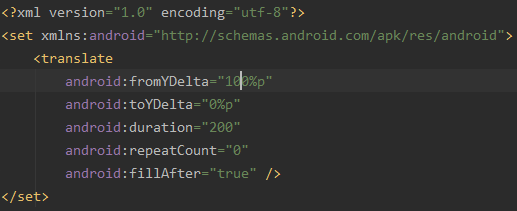 <?xml version="1.0" encoding="utf-8"?>
<set xmlns:android="http://schemas.android.com/apk/res/android">
    <translate
        android:fromYDelta="100%p"
        android:toYDelta="0%p"
        android:duration="200"
        android:repeatCount="0"
        android:fillAfter="true" />
</set>